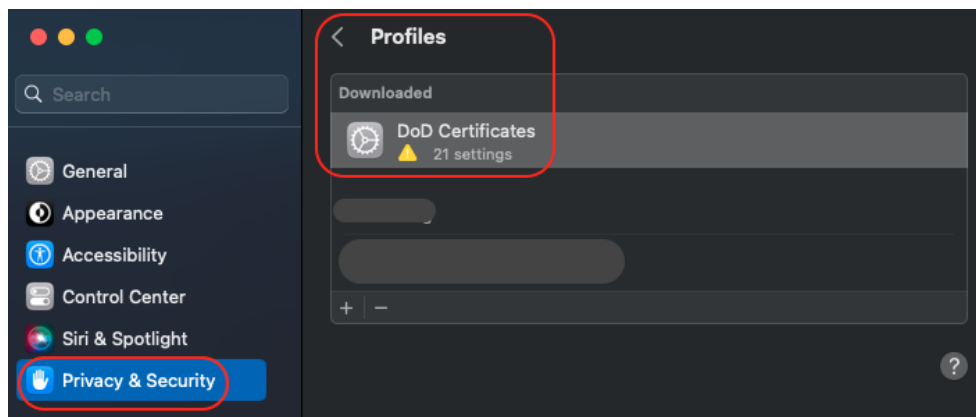 Search
General
Appearance
Accessibility
Control Center
Siri & Spotlight
Privacy & Security
Profiles
Downloaded
DoD Certificates
21 settings
+ −
?